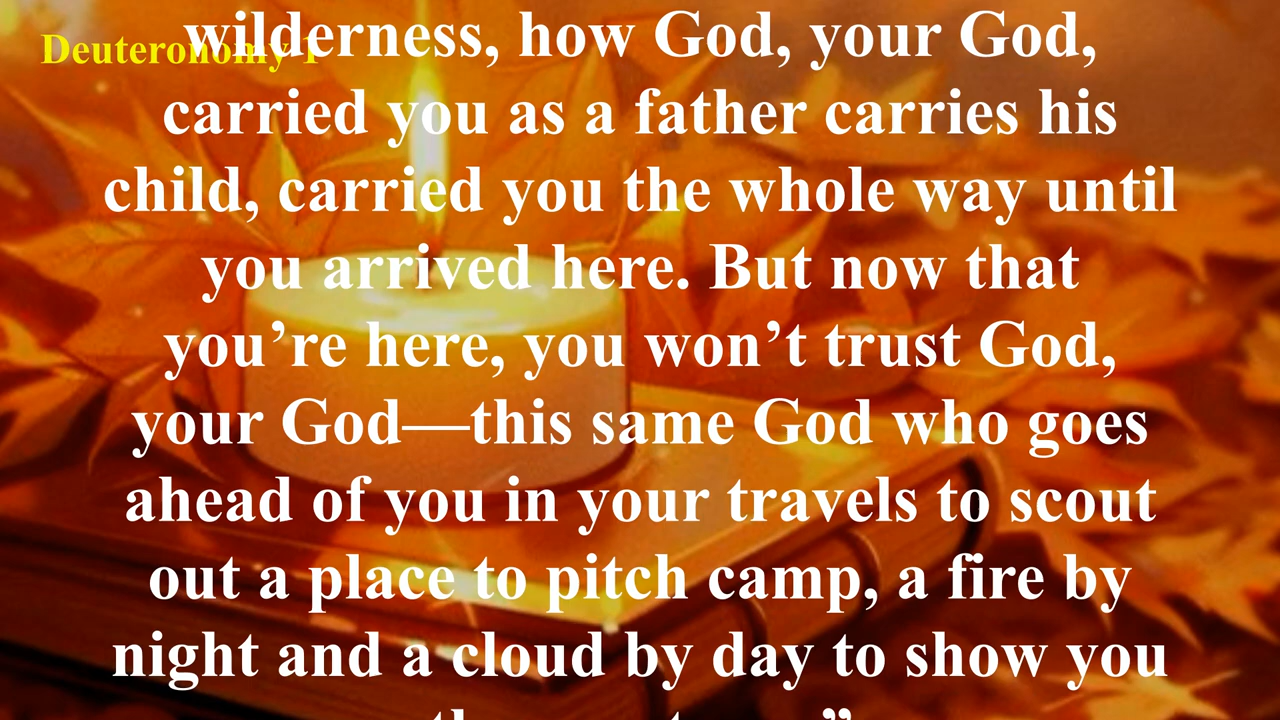 Deuteronomy 1
wilderness, how God, your God,
carried you as a father carries his
child, carried you the whole way until
you arrived here. But now that
you’re here, you won’t trust God,
your God—this same God who goes
ahead of you in your travels to scout
out a place to pitch camp, a fire by
night and a cloud by day to show you